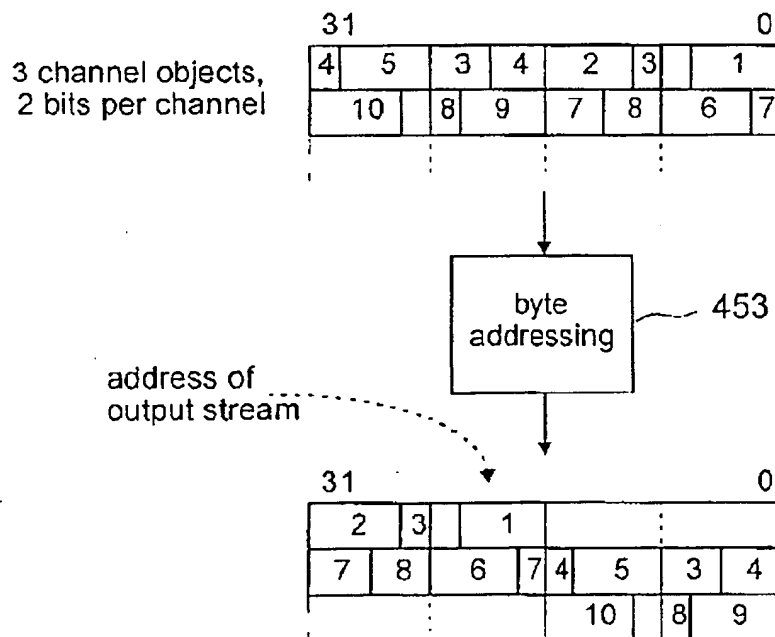 31 0
3 channel objects,
2 bits per channel
4 5 3 4 2 3 1
10 8 9 7 8 6 7
byte
addressing
453
address of
output stream
31 0
2 3 1
7 8 6 7 4 5 3 4
10 8 9